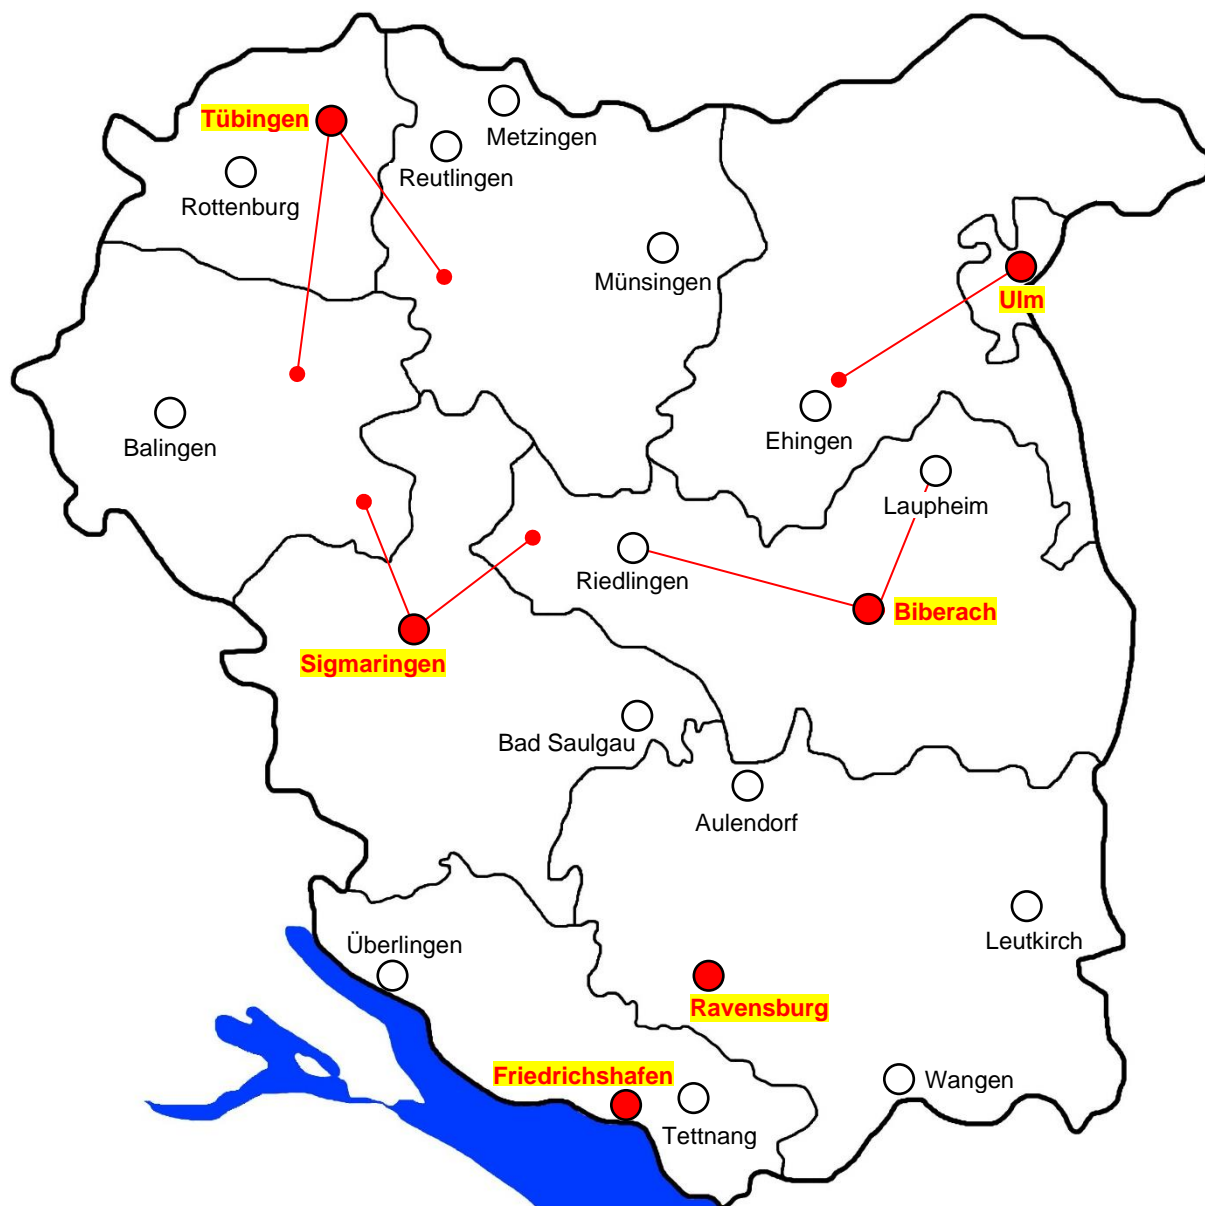 Tübingen
Metzingen
Reutlingen
Rottenburg
Münsingen
Ulm
Balingen
Ehingen
Laupheim
Riedlingen
Biberach
Sigmaringen
Bad Saulgau
Aulendorf
Überlingen
Leutkirch
Ravensburg
Friedrichshafen
Wangen
Tettnang